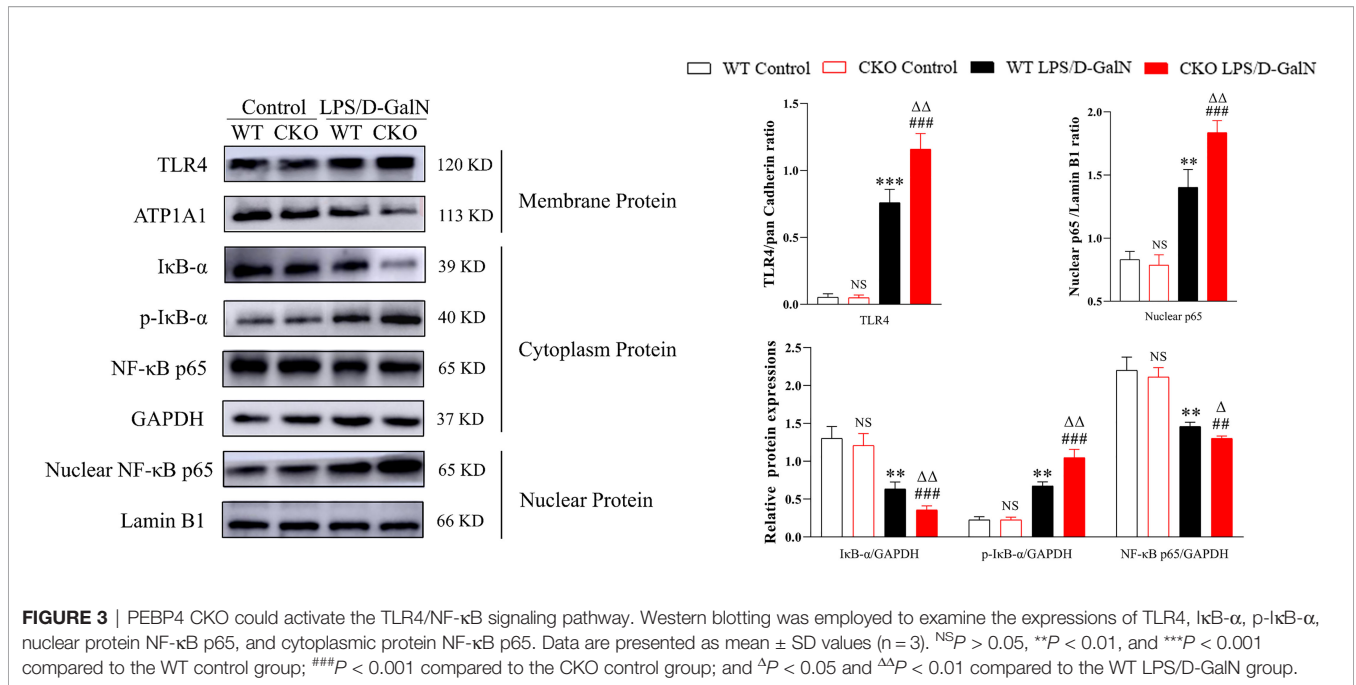 WT Control CKO Control WT LPS/D-GalN CKO LPS/D-GalN
Control LPS/D-GalN
WT CKO WT CKO
TLR4 120 KD
ATP1A1 113 KD
Membrane Protein
IκB-α 39 KD
p-IκB-α 40 KD
NF-κB p65 65 KD
GAPDH 37 KD
Cytoplasm Protein
Nuclear NF-κB p65 65 KD
Lamin B1 66 KD
Nuclear Protein
TLR4/pan Cadherin ratio
1.5
1.0
0.5
0.0
NS
***
ΔΔ
###
TLR4
Nuclear p65 /Lamin B1 ratio
2.0
1.5
1.0
0.5
NS
**
ΔΔ
###
Nuclear p65
Relative protein expressions
2.5
2.0
1.5
1.0
0.5
0.0
NS
**
ΔΔ
###
NS
**
ΔΔ
###
NS
**
Δ
##
IκB-α/GAPDH p-IκB-α/GAPDH NF-κB p65/GAPDH
FIGURE 3 | PEBP4 CKO could activate the TLR4/NF-κB signaling pathway. Western blotting was employed to examine the expressions of TLR4, IκB-α, p-IκB-α,
nuclear protein NF-κB p65, and cytoplasmic protein NF-κB p65. Data are presented as mean ± SD values (n = 3). NSP > 0.05, **P < 0.01, and ***P < 0.001
compared to the WT control group; ###P < 0.001 compared to the CKO control group; and ΔP < 0.05 and ΔΔP < 0.01 compared to the WT LPS/D-GalN group.